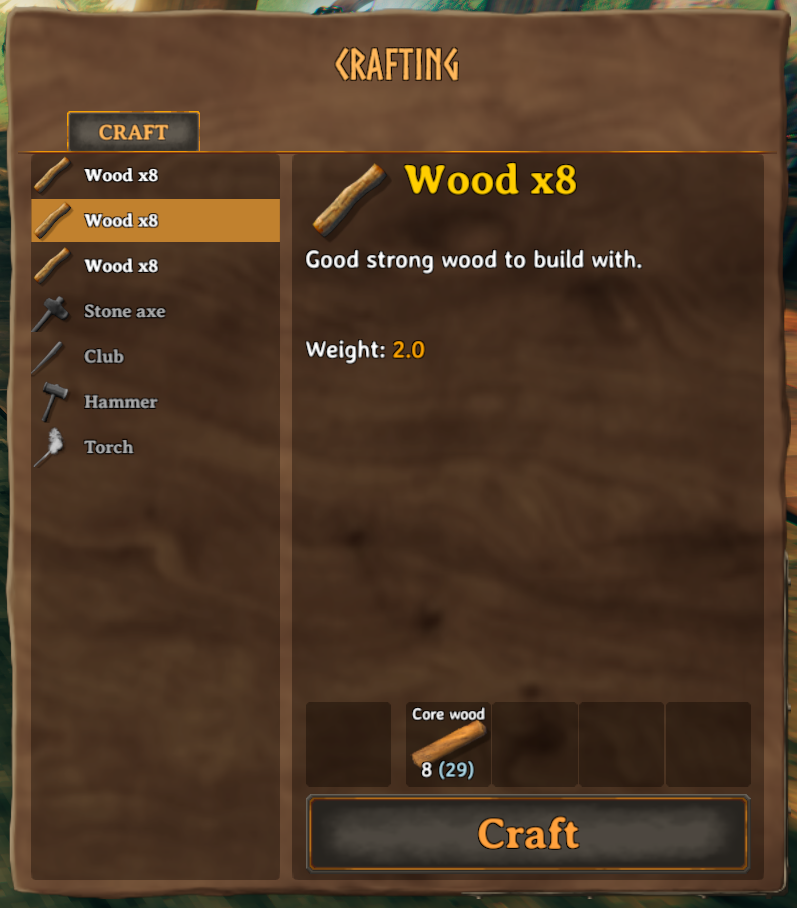 CRAFTING
CRAFT
Wood x8
Wood x8
Wood x8
Stone axe
Club
Hammer
Torch
Wood x8
Good strong wood to build with.
Weight: 2.0
Core wood
8 (29)
Craft